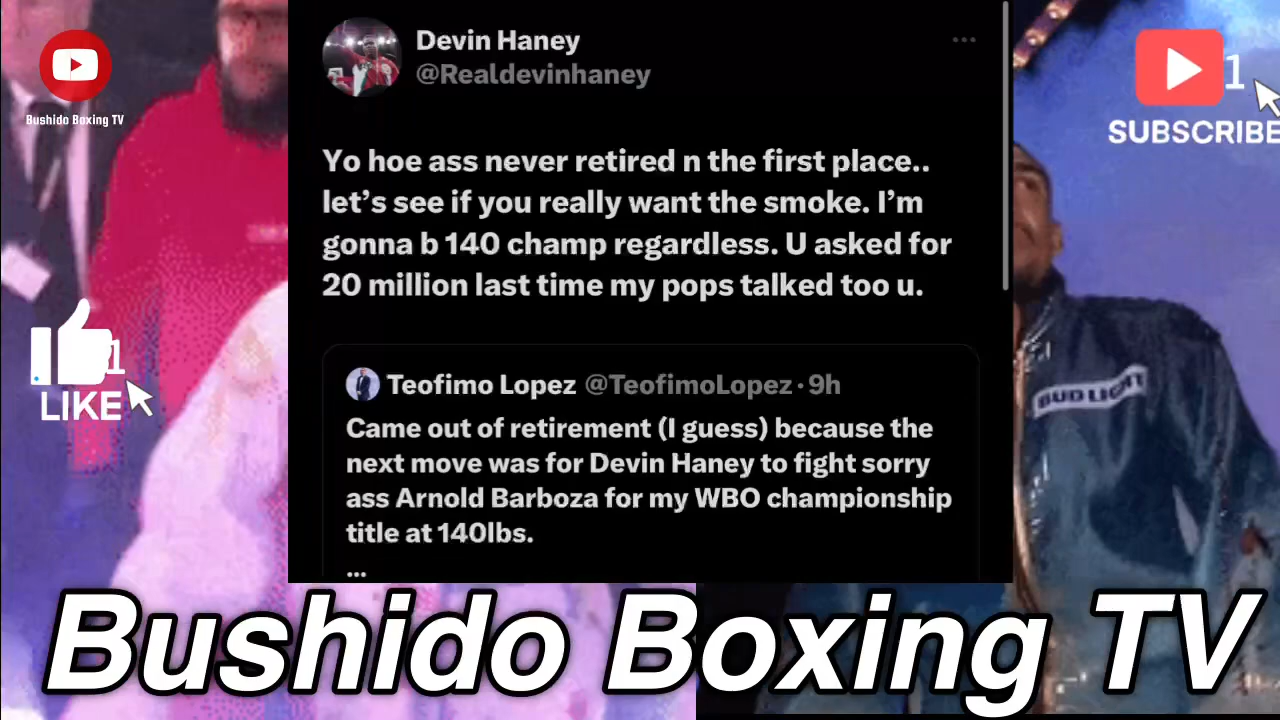 Bushido Boxing TV
Devin Haney
@Realdevinhaney
Yo hoe ass never retired n the first place..
let’s see if you really want the smoke. I’m
gonna b 140 champ regardless. U asked for
20 million last time my pops talked too u.
Teofimo Lopez @TeofimoLopez · 9h
Came out of retirement (I guess) because the
next move was for Devin Haney to fight sorry
ass Arnold Barboza for my WBO championship
title at 140lbs.
...
1
SUBSCRIBE
1
LIKE
BUD LIGHT
Bushido Boxing TV